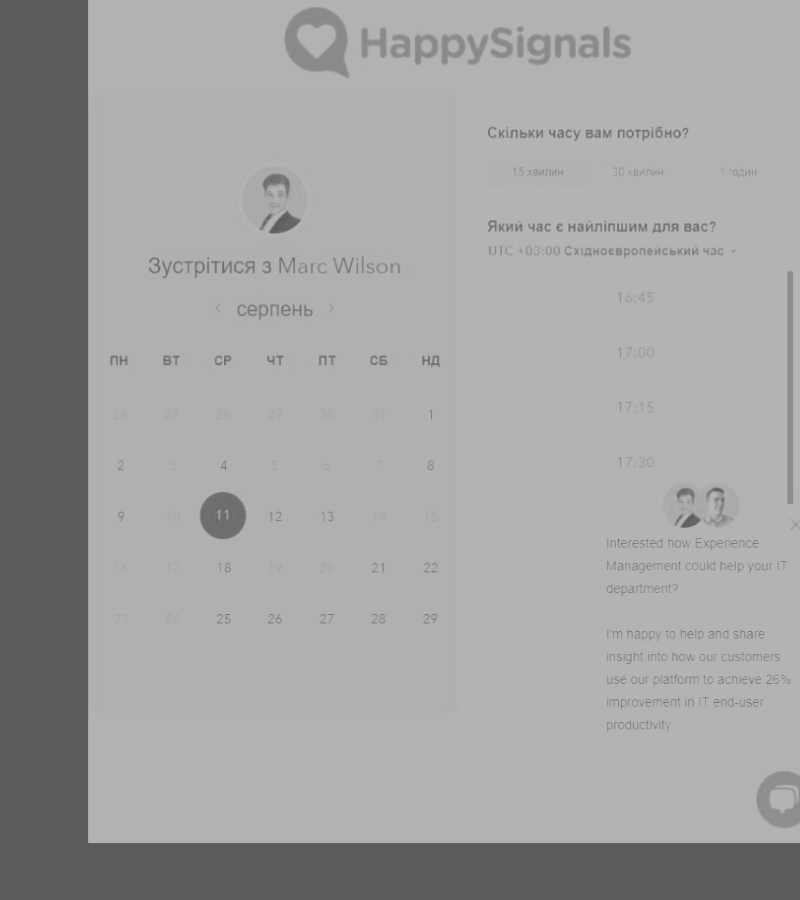 HappySignals
Зустрітися з Marc Wilson
серпень
ПН ВТ СР ЧТ ПТ СБ НД
26 27 28 29 30 31 1
2 3 4 5 6 7 8
9 10 11 12 13 14 15
16 17 18 19 20 21 22
23 24 25 26 27 28 29
Скільки часу вам потрібно?
15 хвилин 30 хвилин 1 годин
Який час є найліпшим для вас?
UTC +03:00 Східноєвропейський час
16:45
17:00
17:15
17:30
Interested how Experience
Management could help your IT
department?
I'm happy to help and share
insight into how our customers
use our platform to achieve 26%
improvement in IT end-user
productivity.